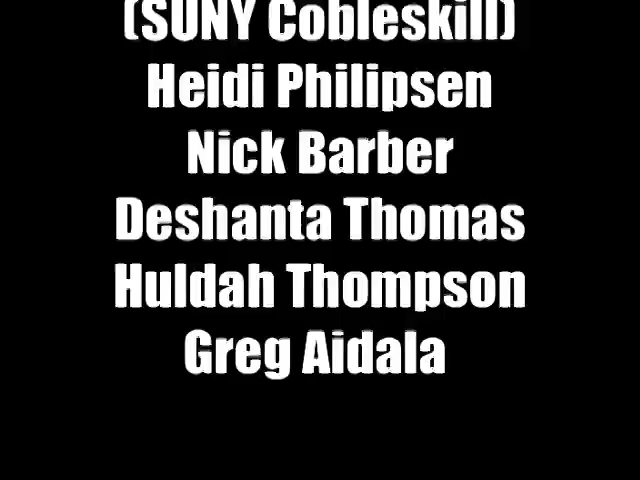 (SUNY Cobleskill)
Heidi Philipsen
Nick Barber
Deshanta Thomas
Huldah Thompson
Greg Aidala